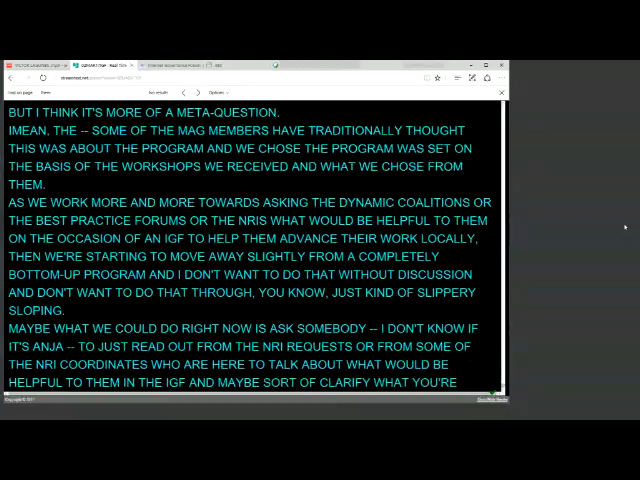 streamtext.net
Find on page
No results
Options
BUT I THINK IT'S MORE OF A META-QUESTION.
IMEAN, THE -- SOME OF THE MAG MEMBERS HAVE TRADITIONALLY THOUGHT
THIS WAS ABOUT THE PROGRAM AND WE CHOSE THE PROGRAM WAS SET ON
THE BASIS OF THE WORKSHOPS WE RECEIVED AND WHAT WE CHOSE FROM
THEM.
AS WE WORK MORE AND MORE TOWARDS ASKING THE DYNAMIC COALITIONS OR
THE BEST PRACTICE FORUMS OR THE NRIS WHAT WOULD BE HELPFUL TO THEM
ON THE OCCASION OF AN IGF TO HELP THEM ADVANCE THEIR WORK LOCALLY,
THEN WE'RE STARTING TO MOVE AWAY SLIGHTLY FROM A COMPLETELY
BOTTOM-UP PROGRAM AND I DON'T WANT TO DO THAT WITHOUT DISCUSSION
AND DON'T WANT TO DO THAT THROUGH, YOU KNOW, JUST KIND OF SLIPPERY
SLOPING.
MAYBE WHAT WE COULD DO RIGHT NOW IS ASK SOMEBODY -- I DON'T KNOW IF
IT'S ANJA -- TO JUST READ OUT FROM THE NRI REQUESTS OR FROM SOME OF
THE NRI COORDINATES WHO ARE HERE TO TALK ABOUT WHAT WOULD BE
HELPFUL TO THEM IN THE IGF AND MAYBE SORT OF CLARIFY WHAT YOU'RE